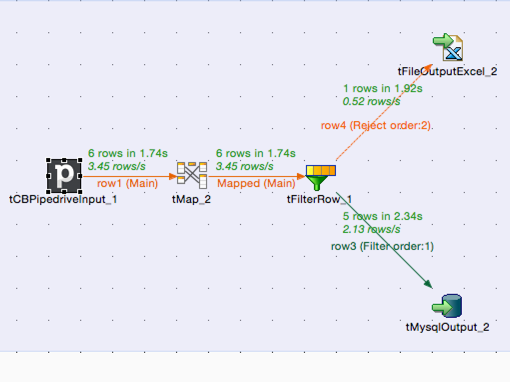 tFileOutputExcel_2
1 rows in 1.92s
0.52 rows/s
row4 (Reject order:2)
6 rows in 1.74s
3.45 rows/s
row1 (Main)
6 rows in 1.74s
3.45 rows/s
Mapped (Main)
p
tCBPipedriveInput_1
tMap_2
tFilterRow_1
5 rows in 2.34s
2.13 rows/s
row3 (Filter order:1)
tMysqlOutput_2